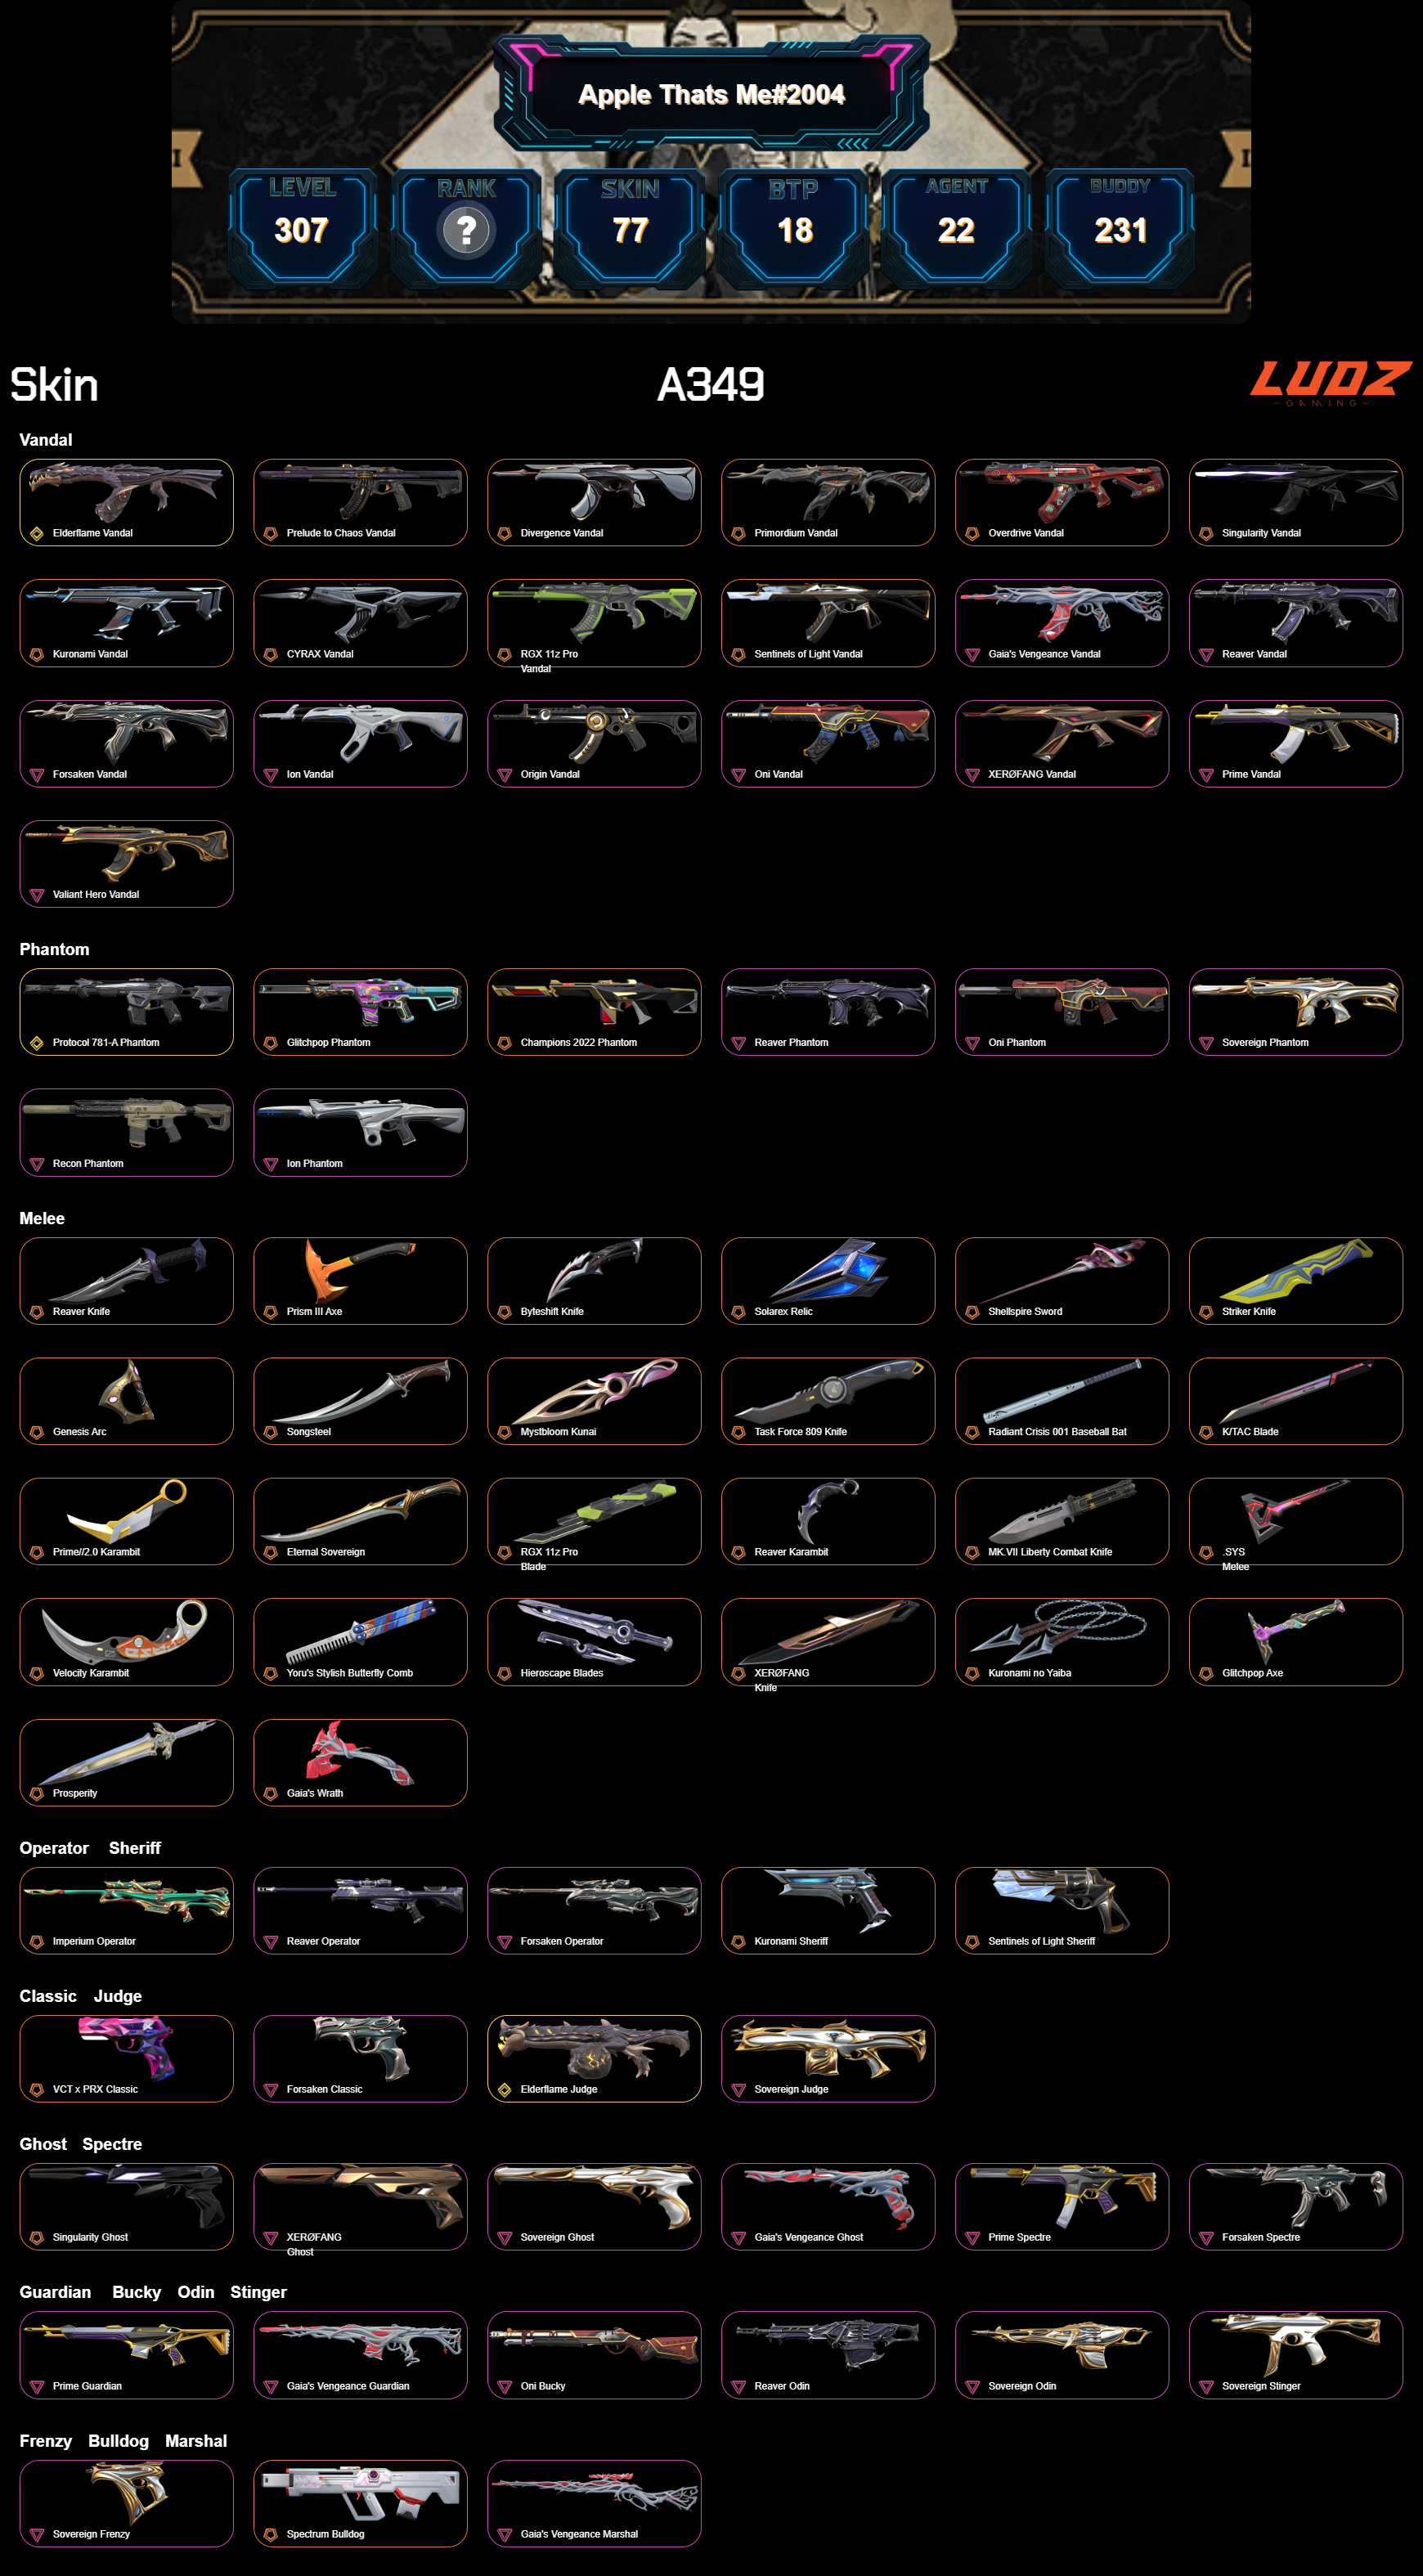 Apple Thats Me#2004
LEVEL RANK SKIN BTP AGENT BUDDY
307 ? 77 18 22 231
Skin A349 LUDZ
GAMING
Vandal
Elderflame Vandal Prelude to Chaos Vandal Divergence Vandal Primordium Vandal Overdrive Vandal Singularity Vandal
Kuronami Vandal CYRAX Vandal RGX 11z Pro Sentinels of Light Vandal Gaia's Vengeance Vandal Reaver Vandal
Vandal
Forsaken Vandal Ion Vandal Origin Vandal Oni Vandal XERØFANG Vandal Prime Vandal
Valiant Hero Vandal
Phantom
Protocol 781-A Phantom Glitchpop Phantom Champions 2022 Phantom Reaver Phantom Oni Phantom Sovereign Phantom
Recon Phantom Ion Phantom
Melee
Reaver Knife Prism III Axe Byteshift Knife Solarex Relic Shellspire Sword Striker Knife
Genesis Arc Songsteel Mystbloom Kunai Task Force 809 Knife Radiant Crisis 001 Baseball Bat K/TAC Blade
Prime//2.0 Karambit Eternal Sovereign RGX 11z Pro Reaver Karambit MK.VII Liberty Combat Knife .SYS
Blade Melee
Velocity Karambit Yoru's Stylish Butterfly Comb Hieroscape Blades XERØFANG Kuronami no Yaiba Glitchpop Axe
Knife
Prosperity Gaia's Wrath
Operator Sheriff
Imperium Operator Reaver Operator Forsaken Operator Kuronami Sheriff Sentinels of Light Sheriff
Classic Judge
VCT x PRX Classic Forsaken Classic Elderflame Judge Sovereign Judge
Ghost Spectre
Singularity Ghost XERØFANG Sovereign Ghost Gaia's Vengeance Ghost Prime Spectre Forsaken Spectre
Ghost
Guardian Bucky Odin Stinger
Prime Guardian Gaia's Vengeance Guardian Oni Bucky Reaver Odin Sovereign Odin Sovereign Stinger
Frenzy Bulldog Marshal
Sovereign Frenzy Spectrum Bulldog Gaia's Vengeance Marshal